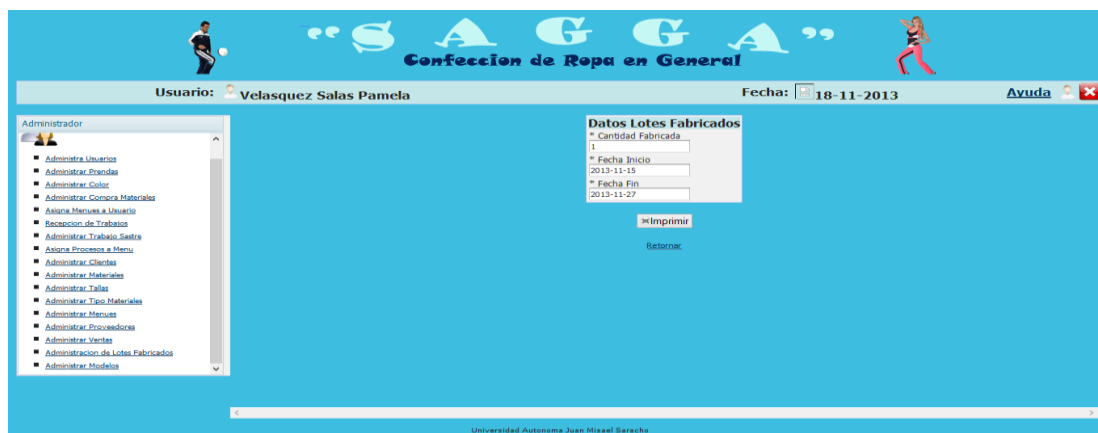 "SAGGA"
Confeccion de Ropa en General
Usuario: Velasquez Salas Pamela Fecha: 18-11-2013 Ayuda
Administrador
Administra Usuarios
Administrar Prendas
Administrar Color
Administrar Compra Materiales
Asigna Menues a Usuario
Recepcion de Trabajos
Administrar Trabajo Sastre
Asigna Procesos a Menu
Administrar Clientes
Administrar Materiales
Administrar Tallas
Administrar Tipo Materiales
Administrar Menues
Administrar Proveedores
Administrar Ventas
Administracion de Lotes Fabricados
Administrar Modelos
Datos Lotes Fabricados
* Cantidad Fabricada
1
* Fecha Inicio
2013-11-15
* Fecha Fin
2013-11-27
Imprimir
Retornar
Universidad Autonoma Juan Misael Saracho